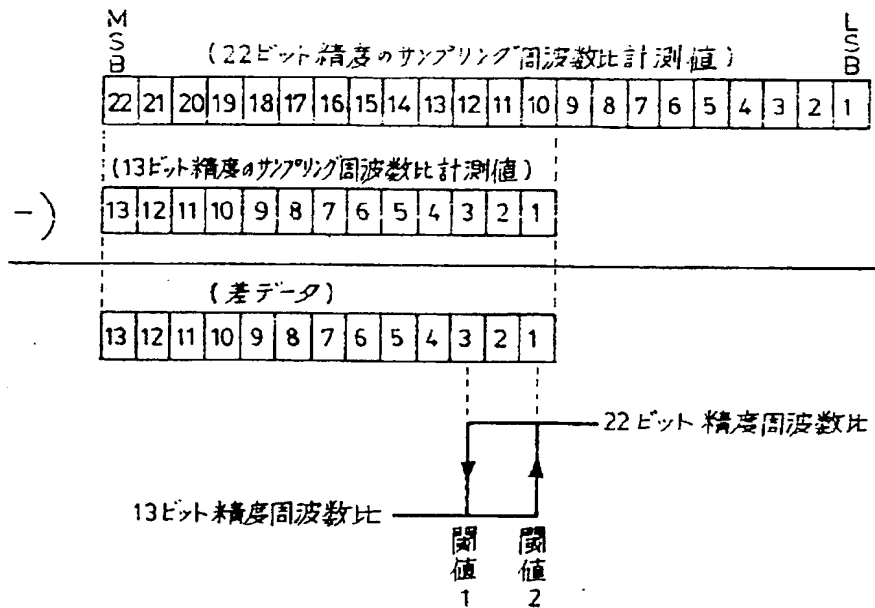 MSB
LSB
(22ビット精度のサンプリング周波数比計測値)
22 21 20 19 18 17 16 15 14 13 12 11 10 9 8 7 6 5 4 3 2 1
(13ビット精度のサンプリング周波数比計測値)
-)
13 12 11 10 9 8 7 6 5 4 3 2 1
(差データ)
13 12 11 10 9 8 7 6 5 4 3 2 1
22ビット精度周波数比
13ビット精度周波数比
閾値1
閾値2